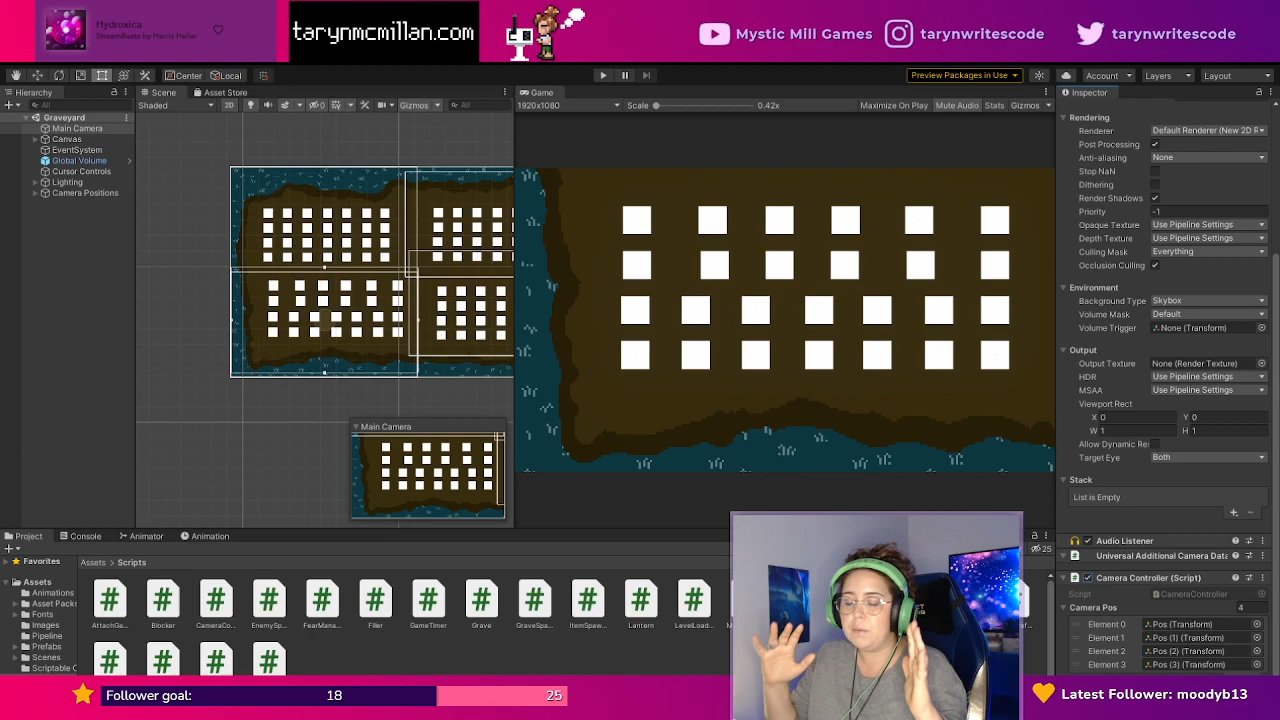 Hydroxica
StreamBeats by Harris Heller
tarynmcmillan.com
Mystic Mill Games
tarynwritescode
tarynwritescode
Center
Local
Preview Packages in Use
Account
Layers
Layout
Hierarchy
All
Graveyard
Main Camera
Canvas
EventSystem
Global Volume
Cursor Controls
Lighting
Camera Positions
Scene
Asset Store
Shaded
2D
0
Gizmos
All
Main Camera
Game
1920x1080
Scale
0.42x
Maximize On Play
Mute Audio
Stats
Gizmos
Inspector
Rendering
Renderer
Default Renderer (New 2D R
Post Processing
Anti-aliasing
None
Stop NaN
Dithering
Render Shadows
Priority
-1
Opaque Texture
Use Pipeline Settings
Depth Texture
Use Pipeline Settings
Culling Mask
Everything
Occlusion Culling
Environment
Background Type
Skybox
Volume Mask
Default
Volume Trigger
None (Transform)
Output
Output Texture
None (Render Texture)
HDR
Use Pipeline Settings
MSAA
Use Pipeline Settings
Viewport Rect
X 0
Y 0
W 1
H 1
Allow Dynamic Res
Target Eye
Both
Stack
List is Empty
Audio Listener
Universal Additional Camera Data
Camera Controller (Script)
Script
CameraController
Camera Pos
4
Element 0
Pos (Transform)
Element 1
Pos (1) (Transform)
Element 2
Pos (2) (Transform)
Element 3
Pos (3) (Transform)
Project
Console
Animator
Animation
25
Favorites
Assets
Animations
Asset Packs
Fonts
Images
Pipeline
Prefabs
Scenes
Scriptable O
Assets > Scripts
AttachGa...
Blocker
CameraCo...
EnemySp...
FearMana...
Filler
GameTimer
Grave
GraveSpa...
ItemSpaw...
Lantern
LevelLoad...
Follower goal:
18
25
Latest Follower: moodyb13